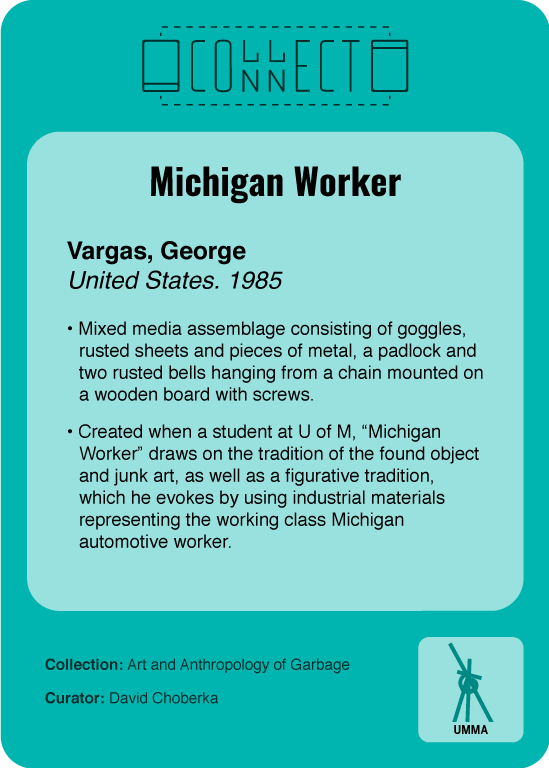 COLLECT
CONNECT
Michigan Worker
Vargas, George
United States. 1985
• Mixed media assemblage consisting of goggles,
rusted sheets and pieces of metal, a padlock and
two rusted bells hanging from a chain mounted on
a wooden board with screws.
• Created when a student at U of M, “Michigan
Worker” draws on the tradition of the found object
and junk art, as well as a figurative tradition,
which he evokes by using industrial materials
representing the working class Michigan
automotive worker.
Collection: Art and Anthropology of Garbage
Curator: David Choberka
UMMA